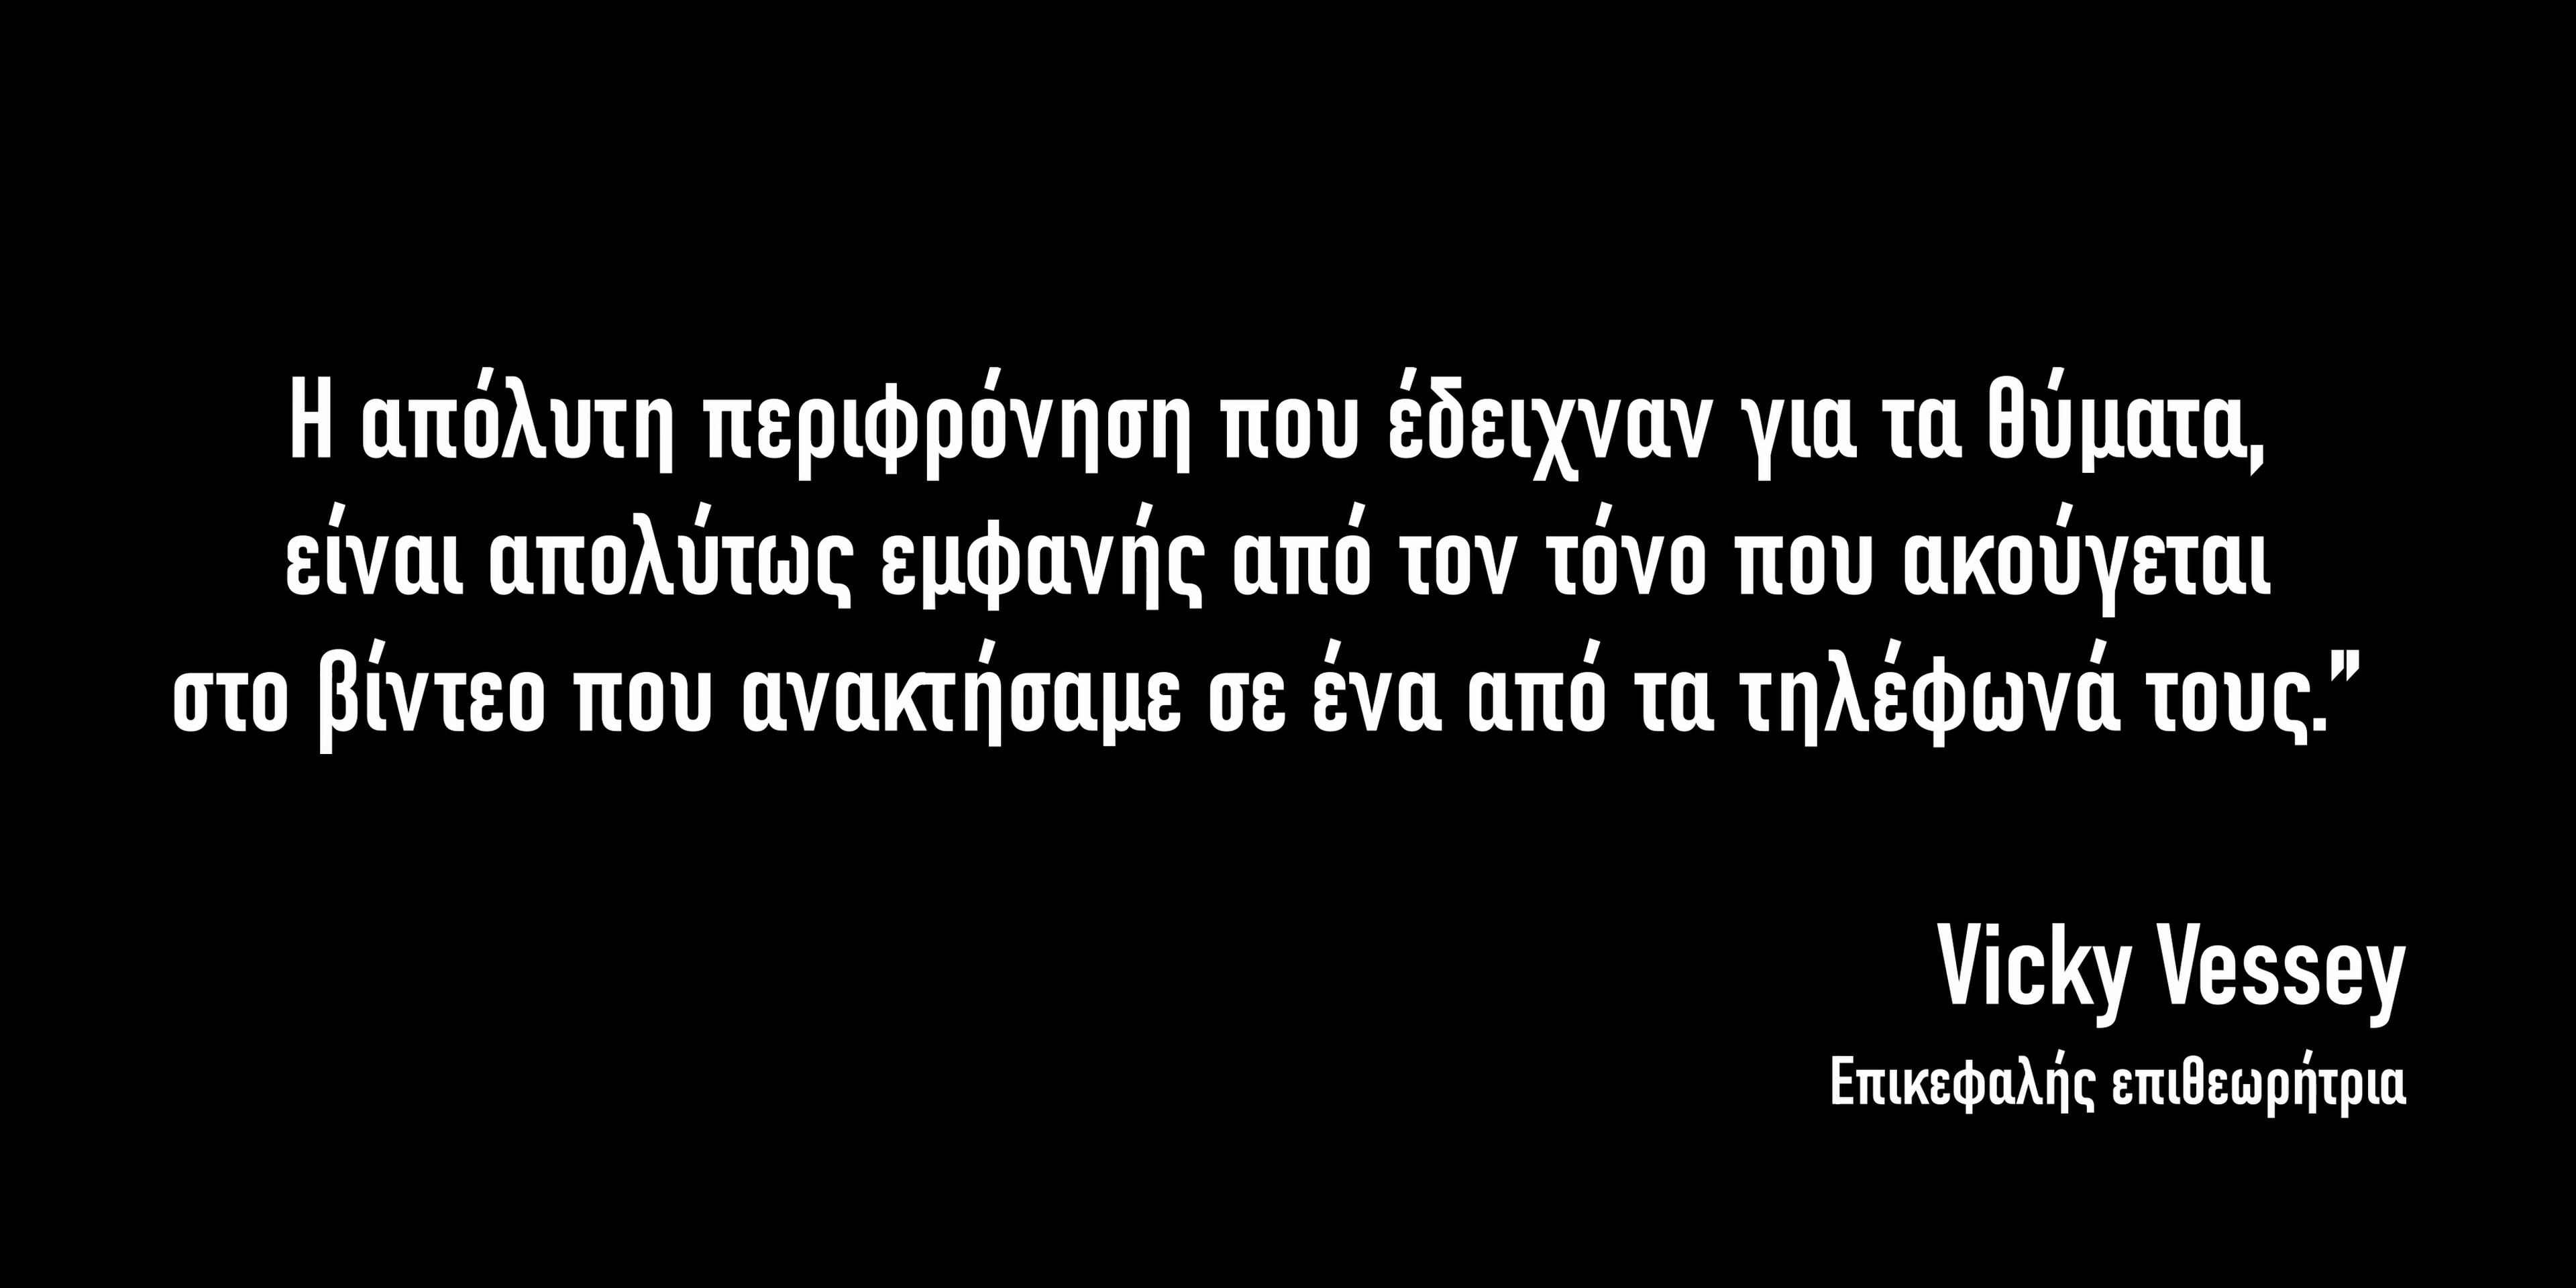 Η απόλυτη περιφρόνηση που έδειχναν για τα θύματα,
είναι απολύτως εμφανής από τον τόνο που ακούγεται
στο βίντεο που ανακτήσαμε σε ένα από τα τηλέφωνά τους.”
Vicky Vessey
Επικεφαλής επιθεωρήτρια